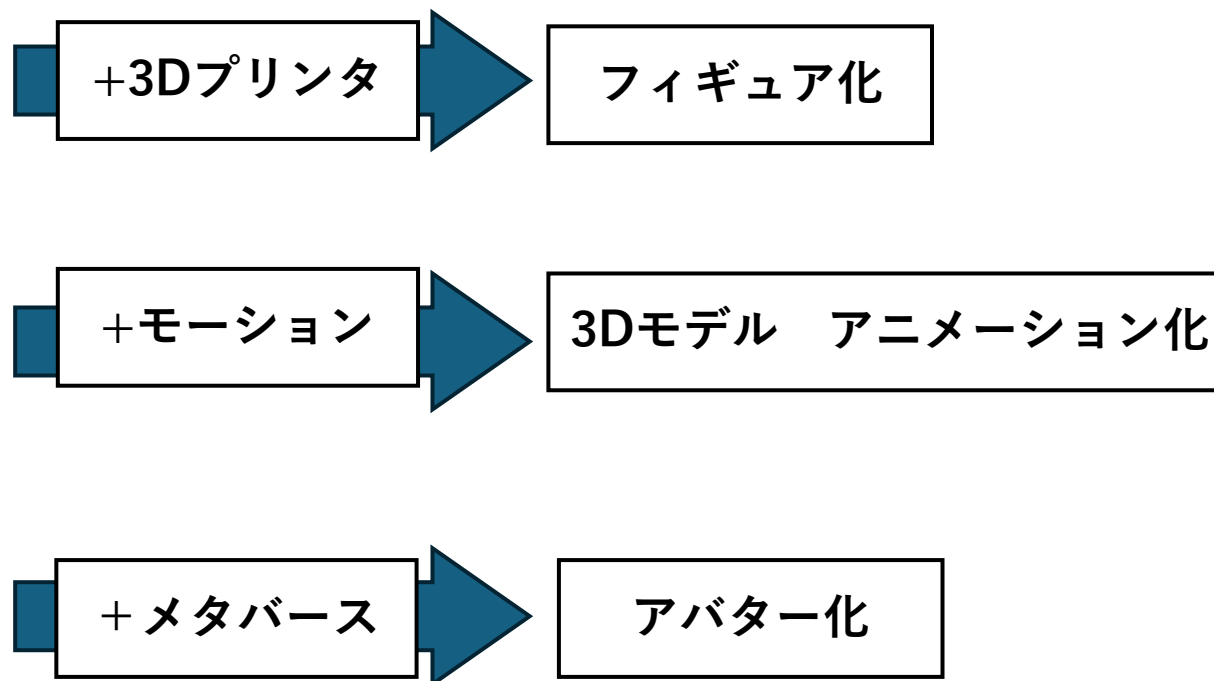 +3Dプリンタ
フィギュア化
+モーション
3Dモデル　アニメーション化
+メタバース
アバター化